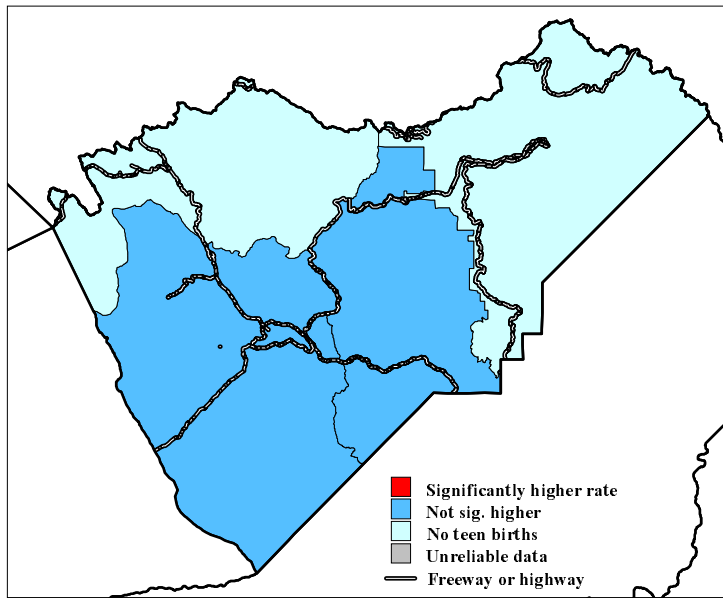 Significantly higher rate
Not sig. higher
No teen births
Unreliable data
Freeway or highway